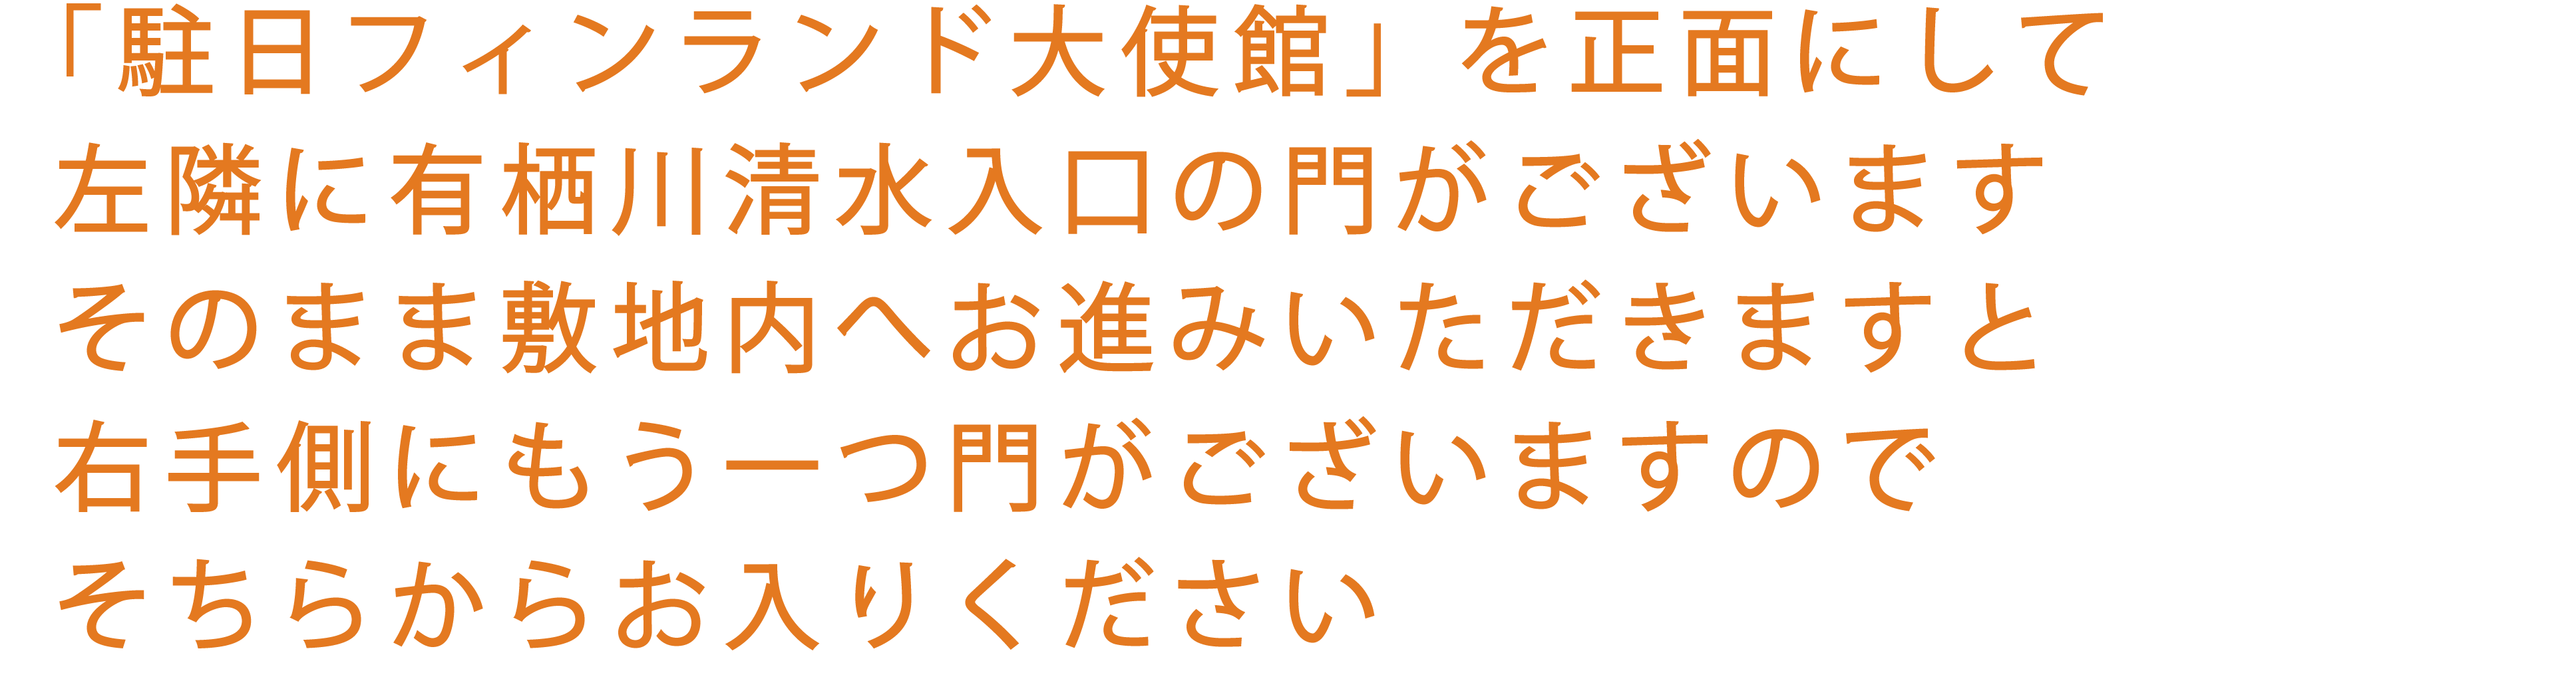 「駐日フィンランド大使館」を正面にして
左隣に有栖川清水入口の門がございます
そのまま敷地内へお進みいただきますと
右手側にもう一つ門がございますので
そちらからお入りください